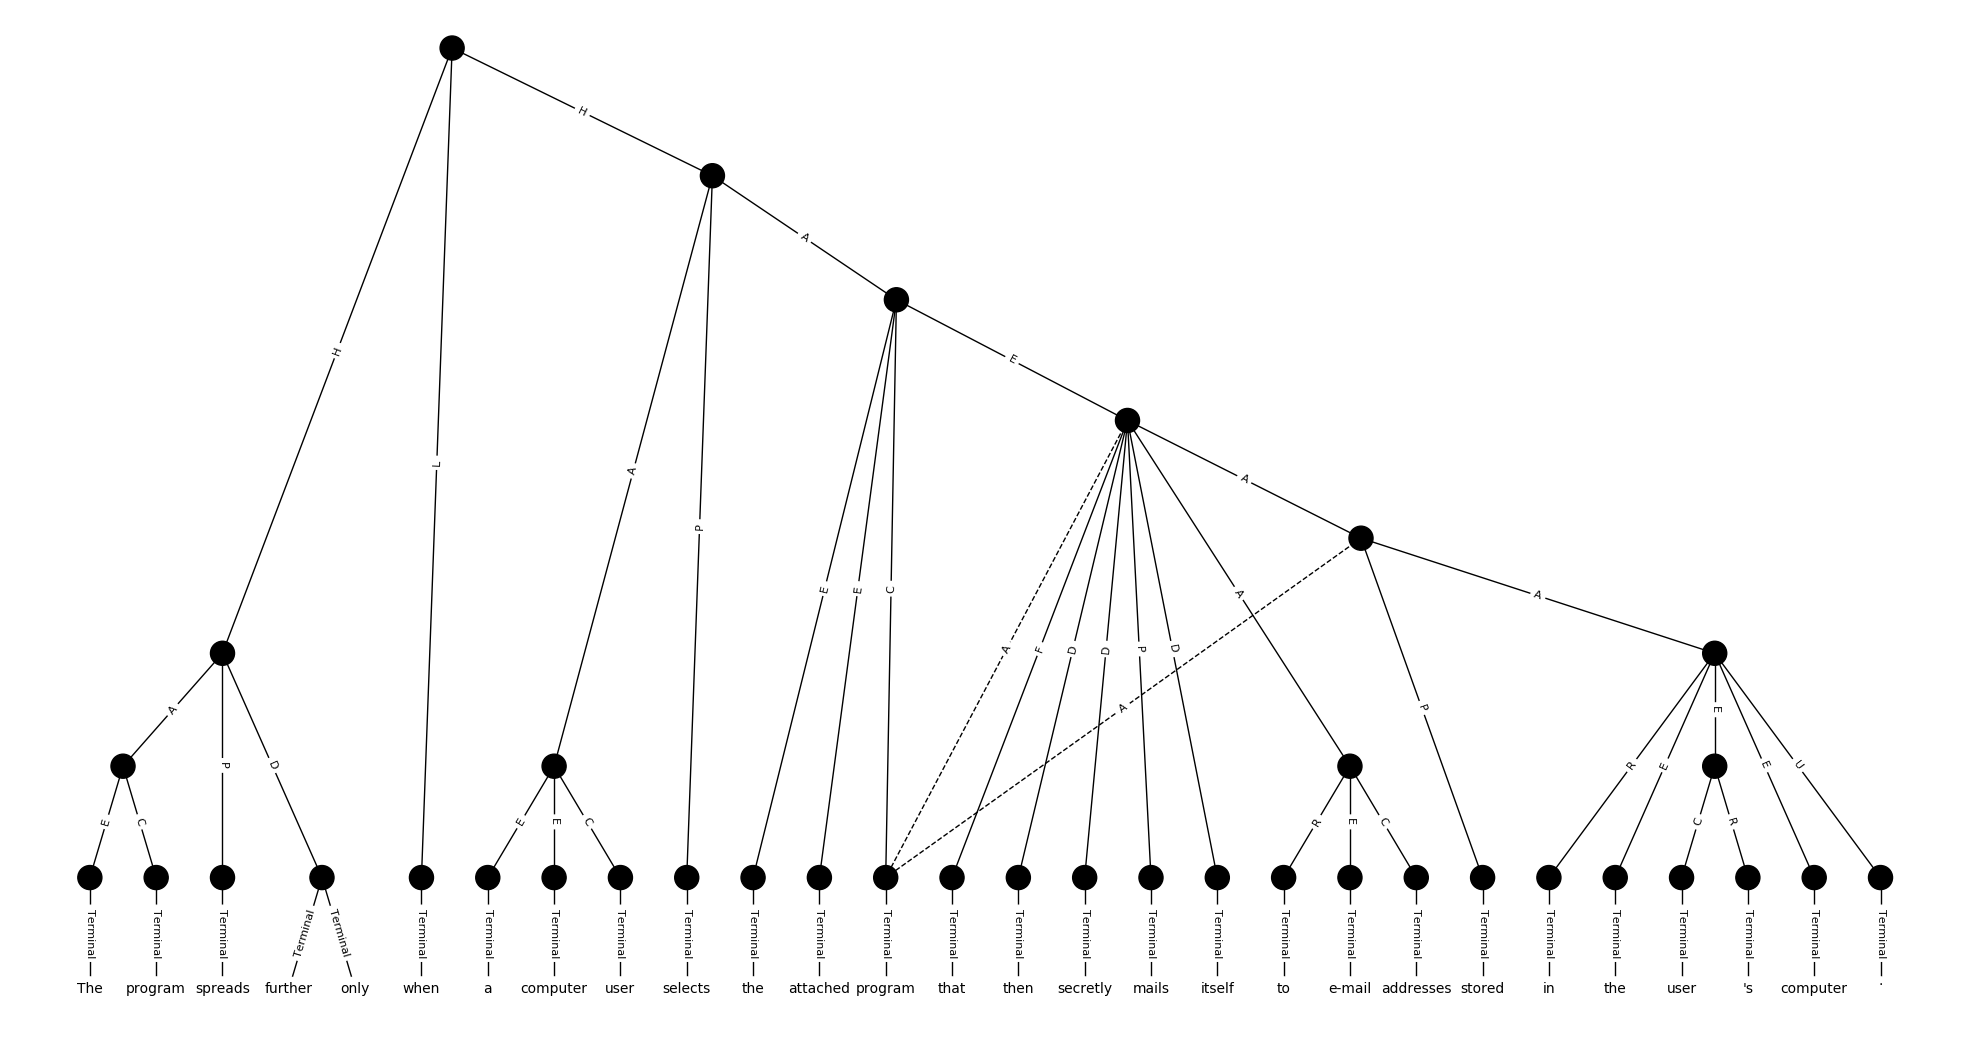 H
H
A
E
H
L
A
A
P
A
E
E
C
A
F
D
D
P
D
A
A
P
R
E
E
E
U
A
P
D
E
C
E
E
C
R
E
C
C
R
Terminal Terminal Terminal Terminal Terminal Terminal Terminal Terminal Terminal Terminal Terminal Terminal Terminal Terminal Terminal Terminal Terminal Terminal Terminal Terminal Terminal Terminal Terminal Terminal Terminal Terminal Terminal Terminal
The program spreads further only when a computer user selects the attached program that then secretly mails itself to e-mail addresses stored in the user 's computer .